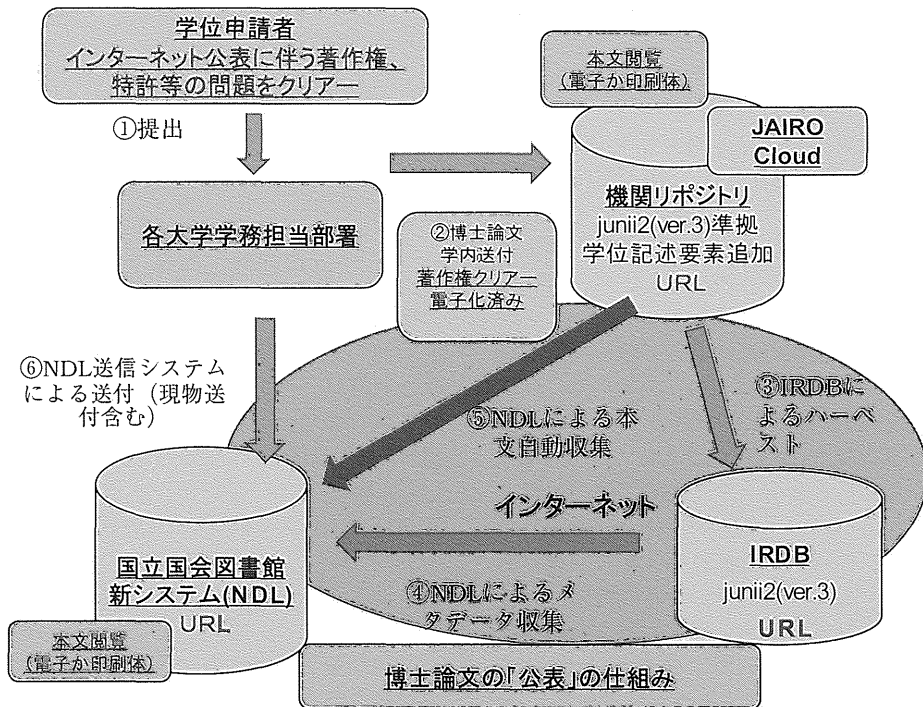 学位申請者
インターネット公表に伴う著作権、
特許等の問題をクリアー
本文閲覧
(電子か印刷体)
①提出
JAIRO
Cloud
各大学学務担当部署
機関リポジトリ
junii2(ver.3)準拠
学位記述要素追加
URL
②博士論文
学内送付
著作権クリアー
電子化済み
⑥NDL送信システム
による送付（現物送
付含む）
③IRDBに
よるハーベ
スト
⑤NDLによる本
文自動収集
インターネット
国立国会図書館
新システム(NDL)
URL
IRDB
junii2(ver.3)
URL
④NDLによるメ
タデータ収集
本文閲覧
(電子か印刷体)
博士論文の「公表」の仕組み